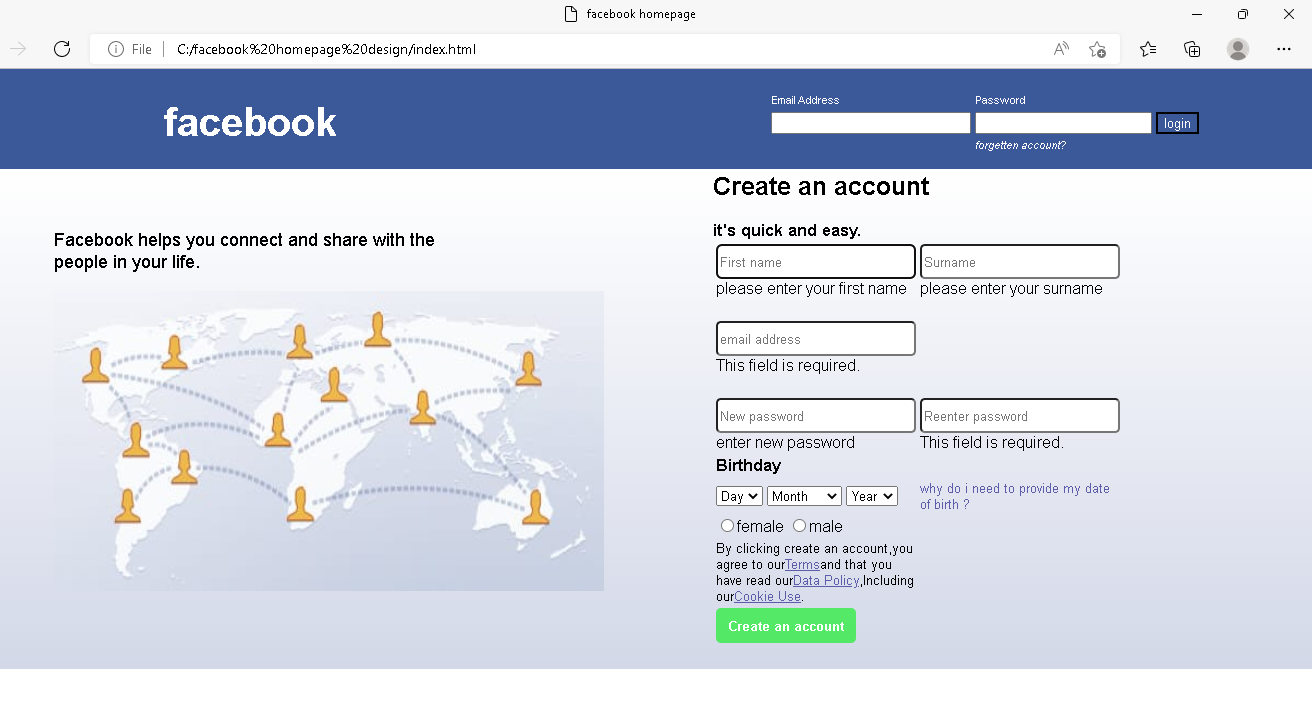 facebook homepage
File C:/facebook%20homepage%20design/index.html
Email Address Password
facebook
login
forgetten account?
Create an account
it's quick and easy.
Facebook helps you connect and share with the
people in your life.
First name Surname
please enter your first name please enter your surname
email address
This field is required.
New password Reenter password
enter new password This field is required.
Birthday
Day Month Year
why do i need to provide my date
of birth ?
female male
By clicking create an account,you
agree to ourTermsand that you
have read ourData Policy,Including
ourCookie Use.
Create an account